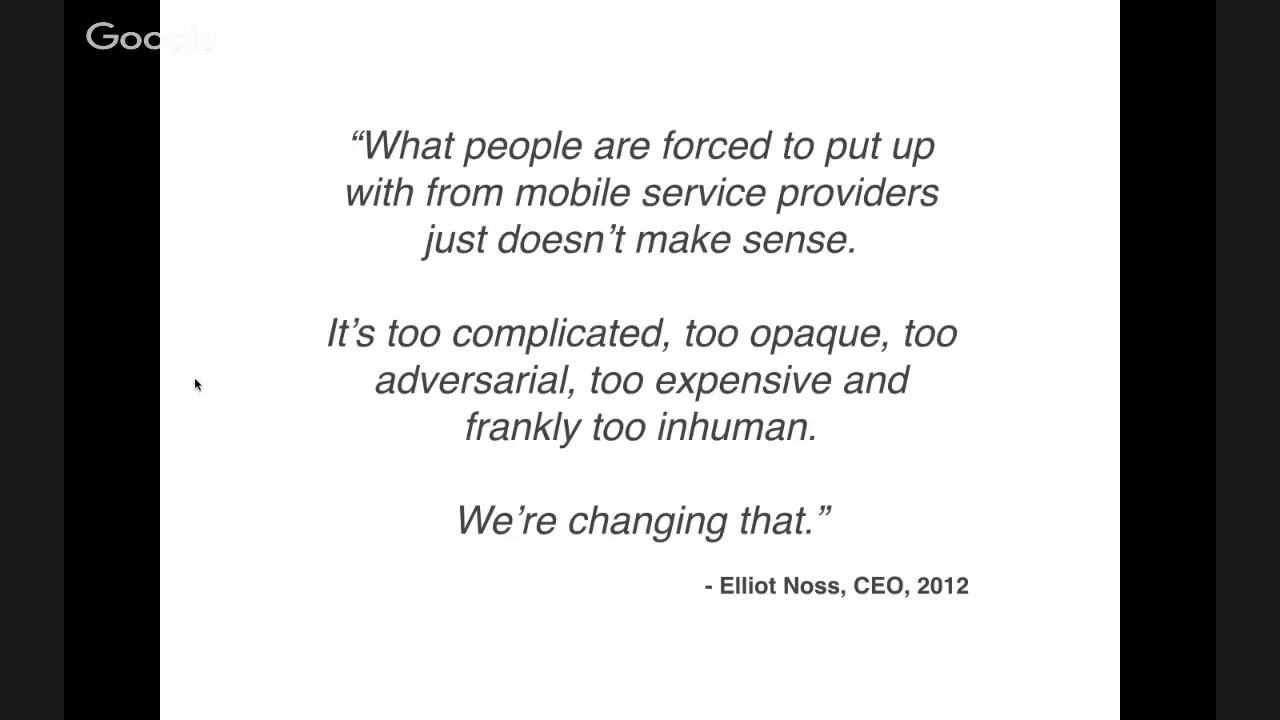 Google
“What people are forced to put up
with from mobile service providers
just doesn’t make sense.
It’s too complicated, too opaque, too
adversarial, too expensive and
frankly too inhuman.
We’re changing that.”
- Elliot Noss, CEO, 2012